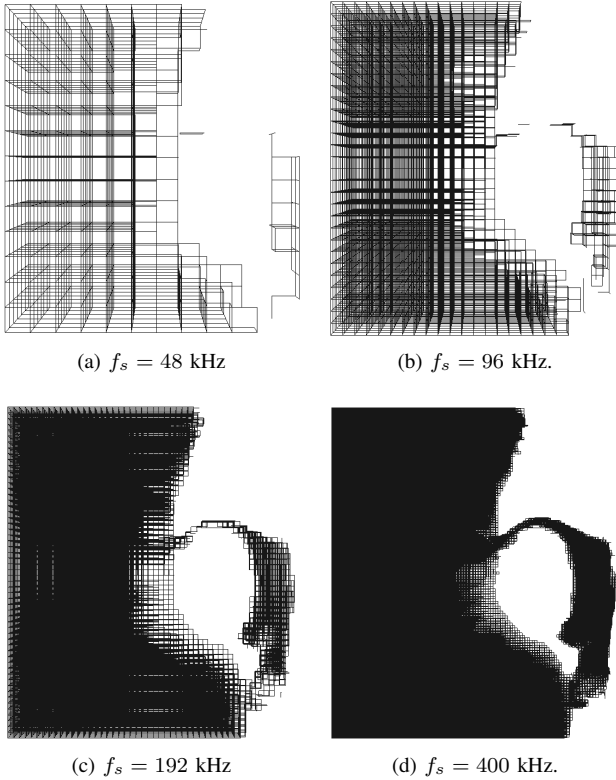 (a) f_s = 48 kHz
(b) f_s = 96 kHz.
(c) f_s = 192 kHz
(d) f_s = 400 kHz.